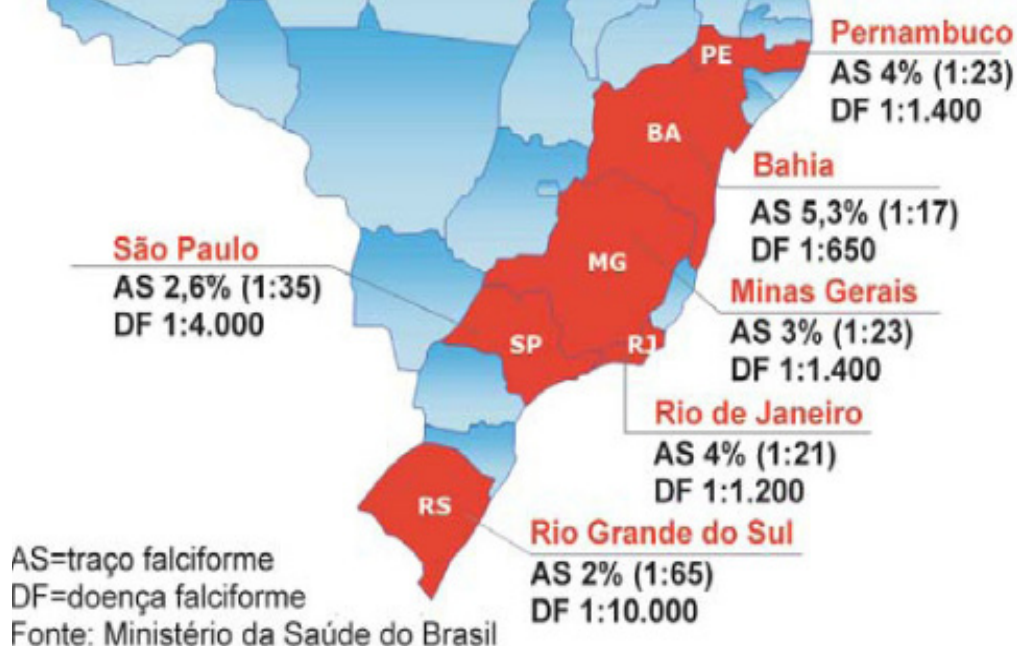 PE
Pernambuco
AS 4% (1:23)
DF 1:1.400
BA
Bahia
AS 5,3% (1:17)
DF 1:650
São Paulo
AS 2,6% (1:35)
DF 1:4.000
MG
Minas Gerais
AS 3% (1:23)
DF 1:1.400
SP
RJ
Rio de Janeiro
AS 4% (1:21)
DF 1:1.200
RS
Rio Grande do Sul
AS 2% (1:65)
DF 1:10.000
AS=traço falciforme
DF=doença falciforme
Fonte: Ministério da Saúde do Brasil